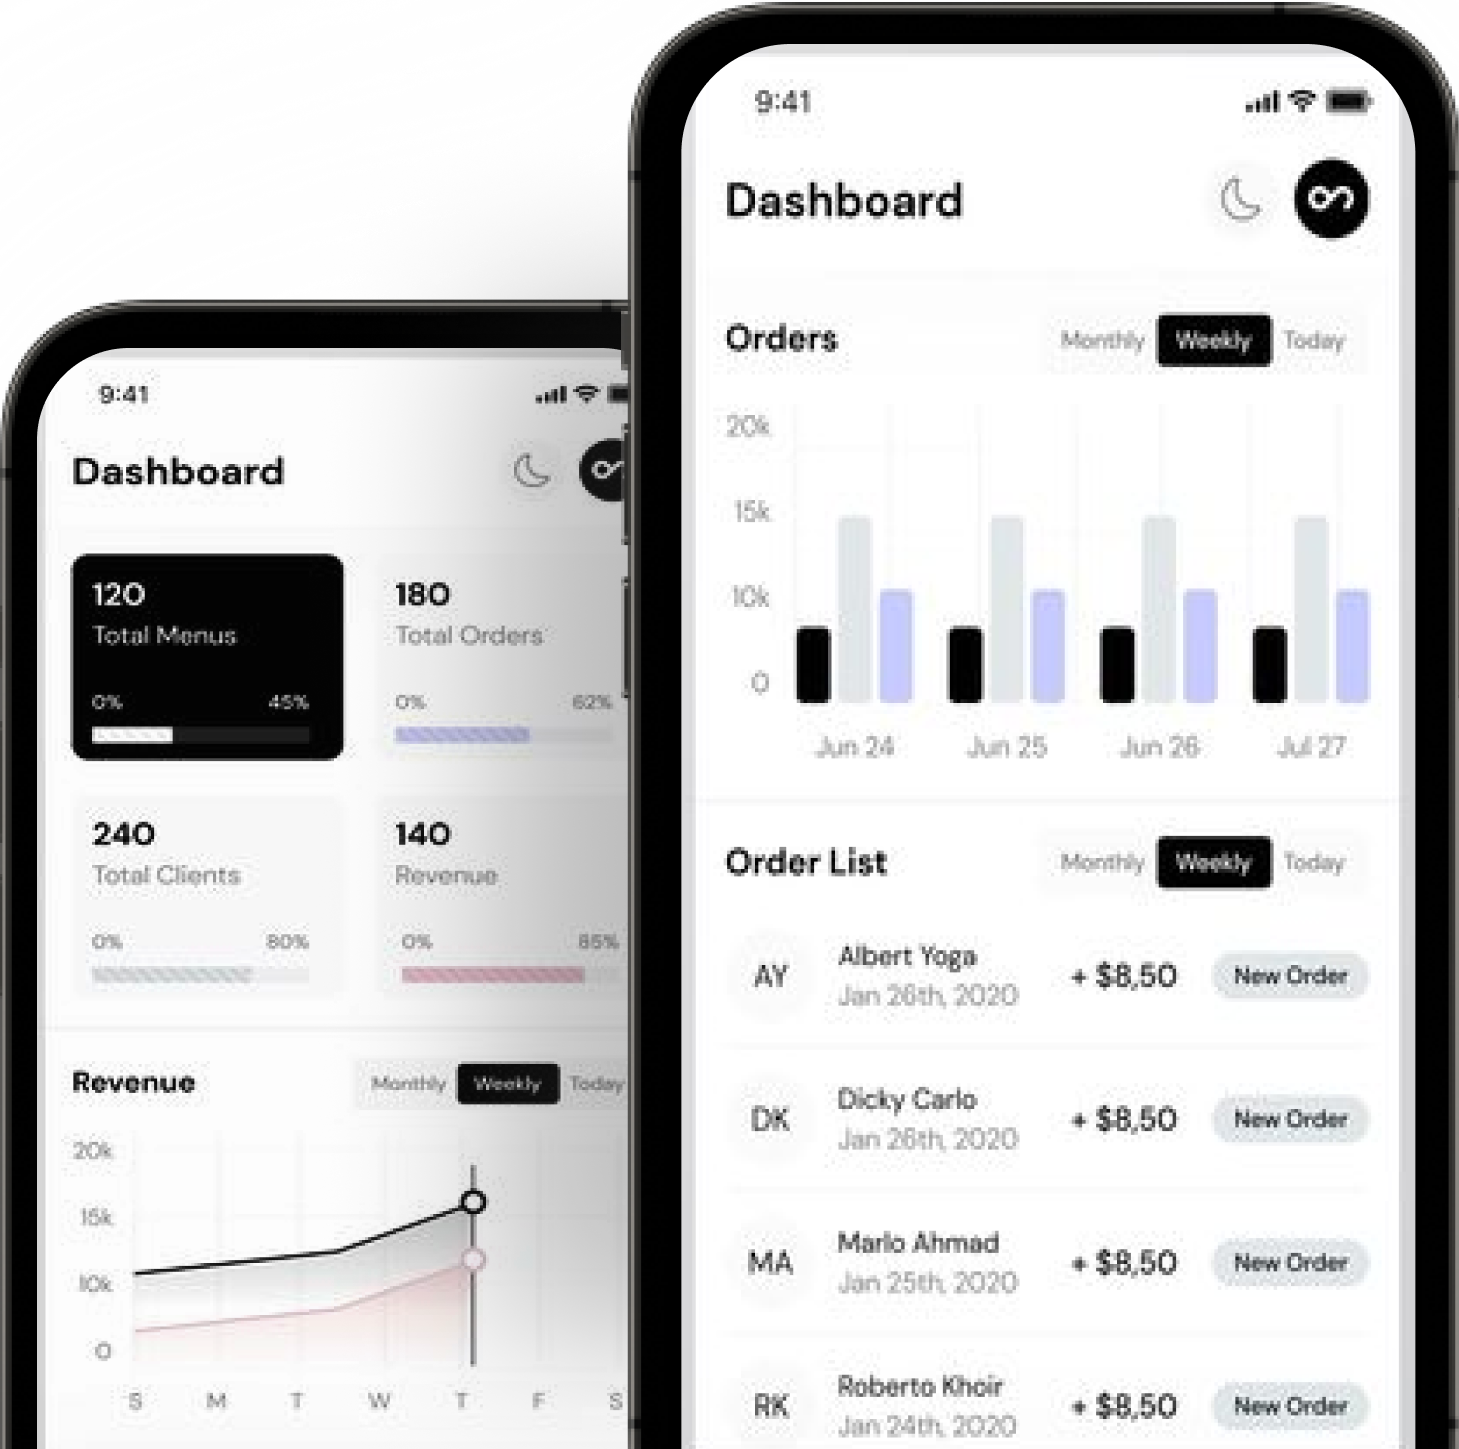 9:41
Dashboard
120
Total Menus
0% 45%
180
Total Orders
0% 62%
240
Total Clients
0% 80%
140
Revenue
0% 85%
Revenue
Monthly Weekly Today
20k
15k
10k
0
S M T W T F S
9:41
Dashboard
Orders
Monthly Weekly Today
20k
15k
10k
0
Jun 24 Jun 25 Jun 26 Jul 27
Order List
Monthly Weekly Today
AY
Albert Yoga
Jan 26th, 2020
+ $8,50
New Order
DK
Dicky Carlo
Jan 26th, 2020
+ $8,50
New Order
MA
Marlo Ahmad
Jan 25th, 2020
+ $8,50
New Order
RK
Roberto Khoir
Jan 24th, 2020
+ $8,50
New Order